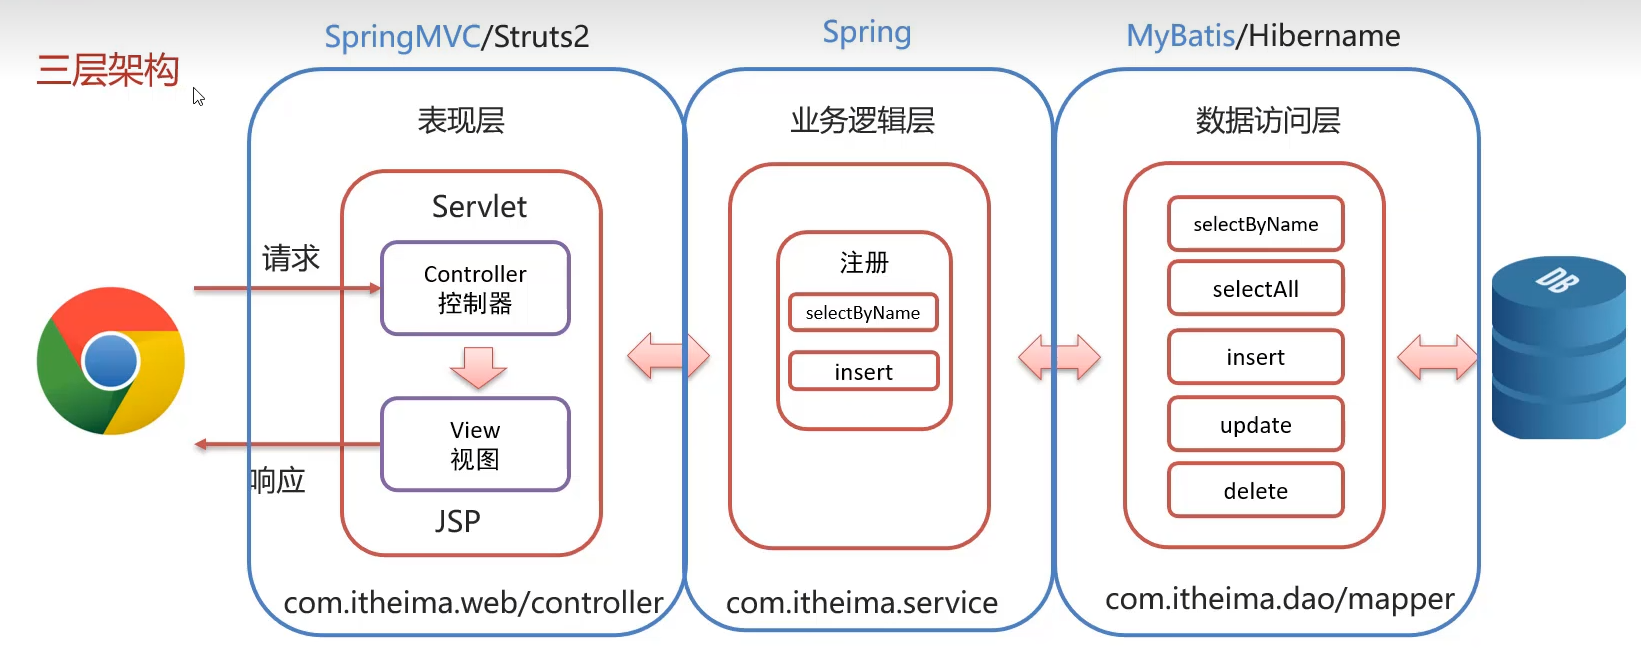 三层架构
SpringMVC/Struts2
表现层
Servlet
请求
Controller
控制器
View
视图
响应
JSP
com.itheima.web/controller
Spring
业务逻辑层
注册
selectByName
insert
com.itheima.service
MyBatis/Hibername
数据访问层
selectByName
selectAll
insert
update
delete
com.itheima.dao/mapper
DB